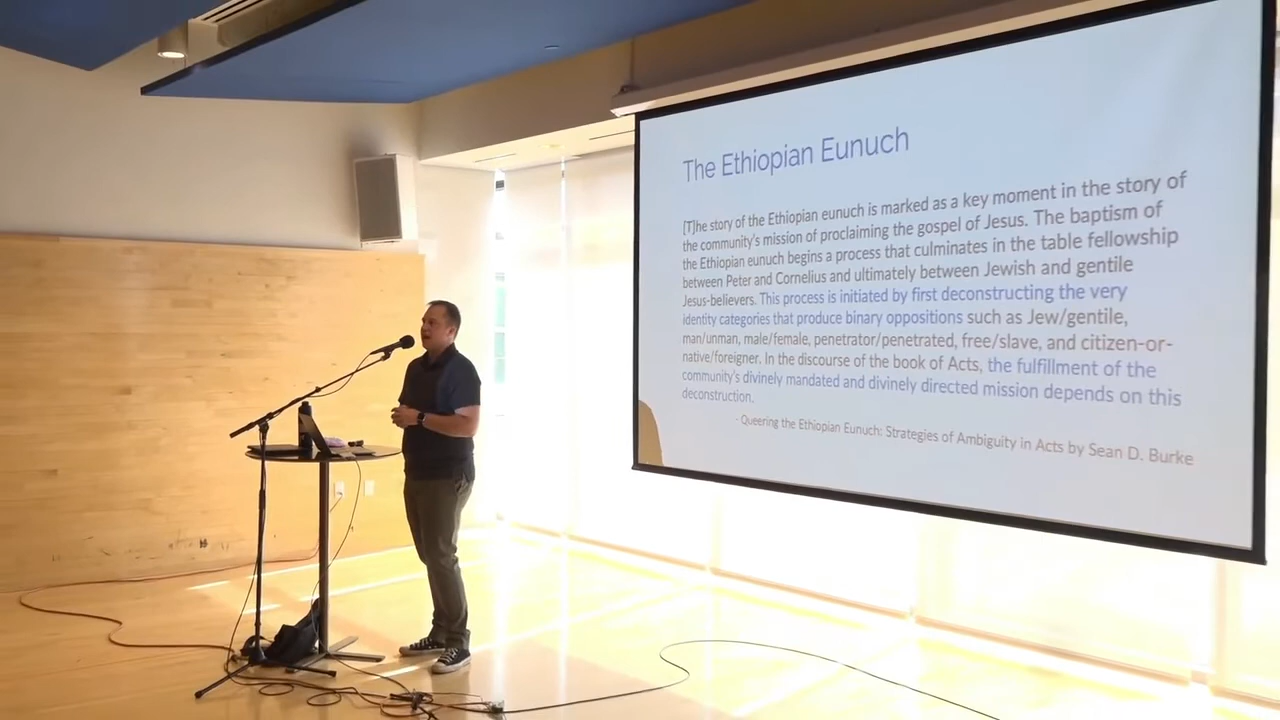 The Ethiopian Eunuch
[T]he story of the Ethiopian eunuch is marked as a key moment in the story of
the community's mission of proclaiming the gospel of Jesus. The baptism of
the Ethiopian eunuch begins a process that culminates in the table fellowship
between Peter and Cornelius and ultimately between Jewish and gentile
Jesus-believers. This process is initiated by first deconstructing the very
identity categories that produce binary oppositions such as Jew/gentile,
man/unman, male/female, penetrator/penetrated, free/slave, and citizen-or-
native/foreigner. In the discourse of the book of Acts, the fulfillment of the
community's divinely mandated and divinely directed mission depends on this
deconstruction.
- Queering the Ethiopian Eunuch: Strategies of Ambiguity in Acts by Sean D. Burke